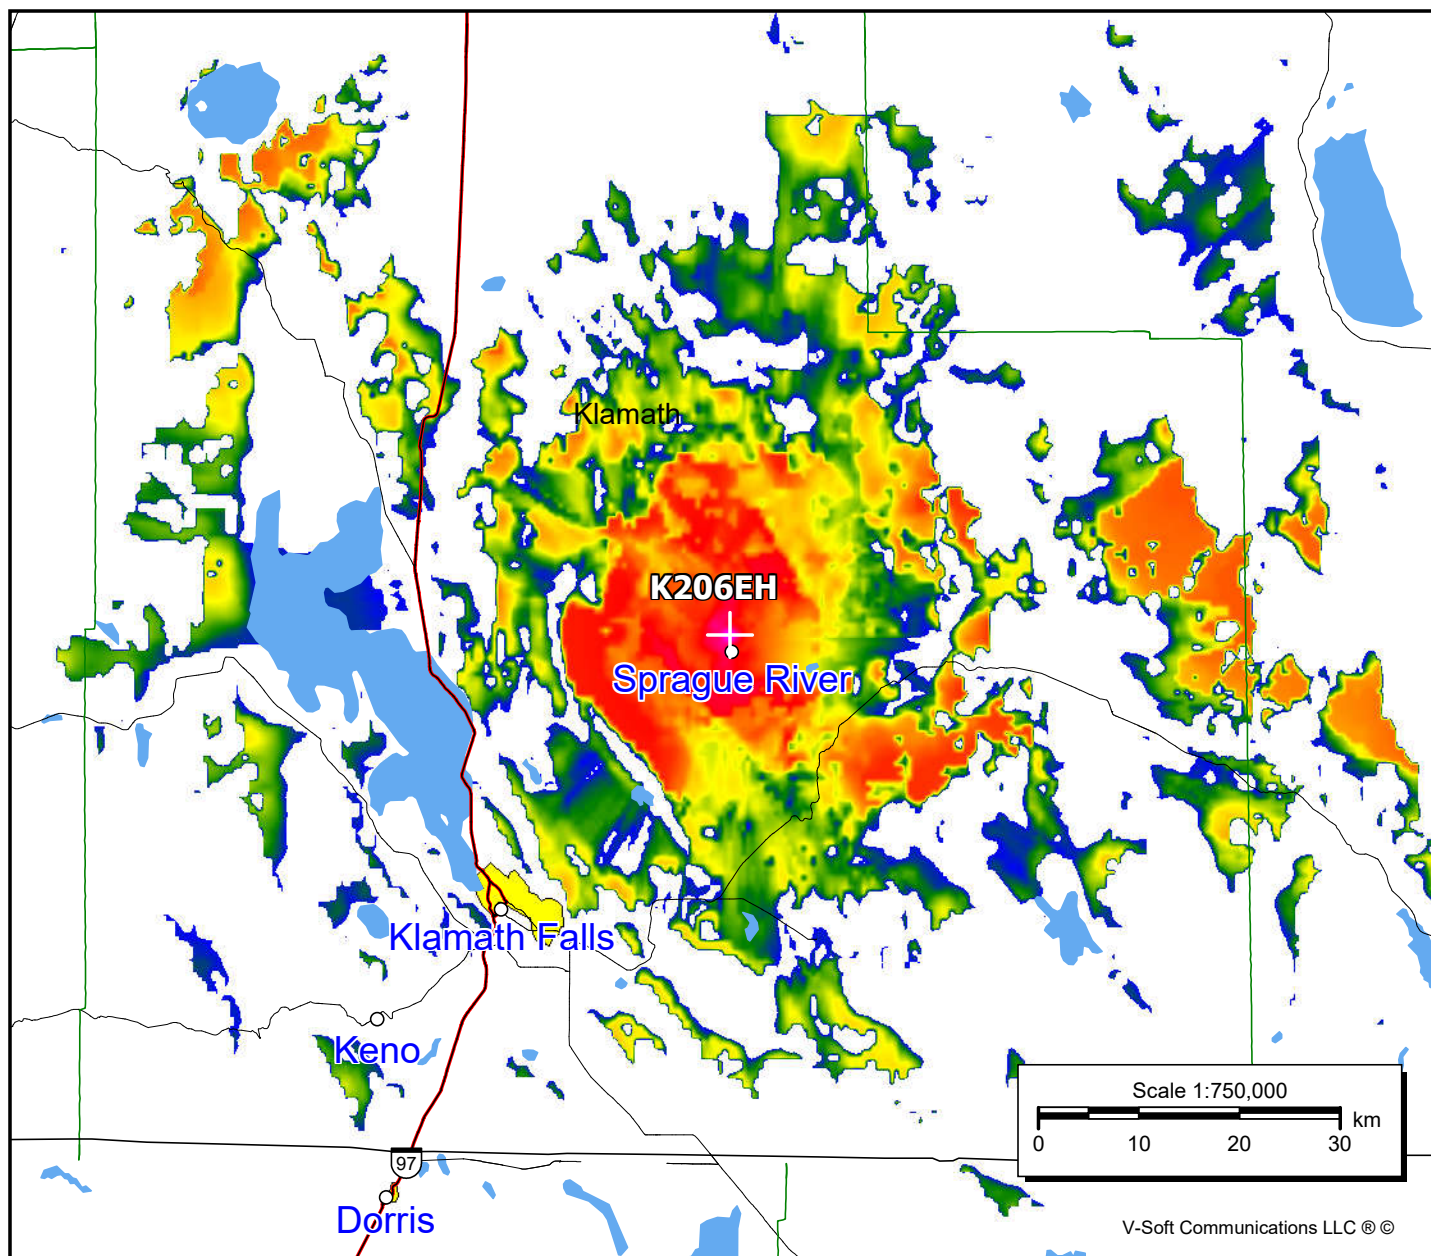 Klamath
K206EH
Sprague River
Klamath Falls
Keno
Scale 1:750,000
km
0 10 20 30
97
Dorris
V-Soft Communications LLC ® ©